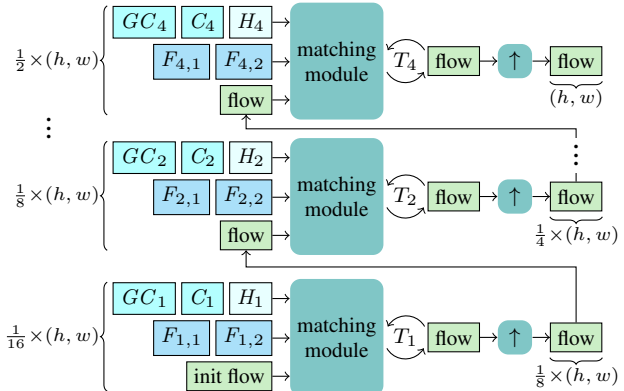 GC₄ C₄ H₄
½ ×(h, w) F₄,₁ F₄,₂ matching module T₄ flow ↑ flow
flow (h, w)
⋮ ⋮
GC₂ C₂ H₂
⅛ ×(h, w) F₂,₁ F₂,₂ matching module T₂ flow ↑ flow
flow ¼ ×(h, w)
GC₁ C₁ H₁
1/16 ×(h, w) F₁,₁ F₁,₂ matching module T₁ flow ↑ flow
init flow ⅛ ×(h, w)